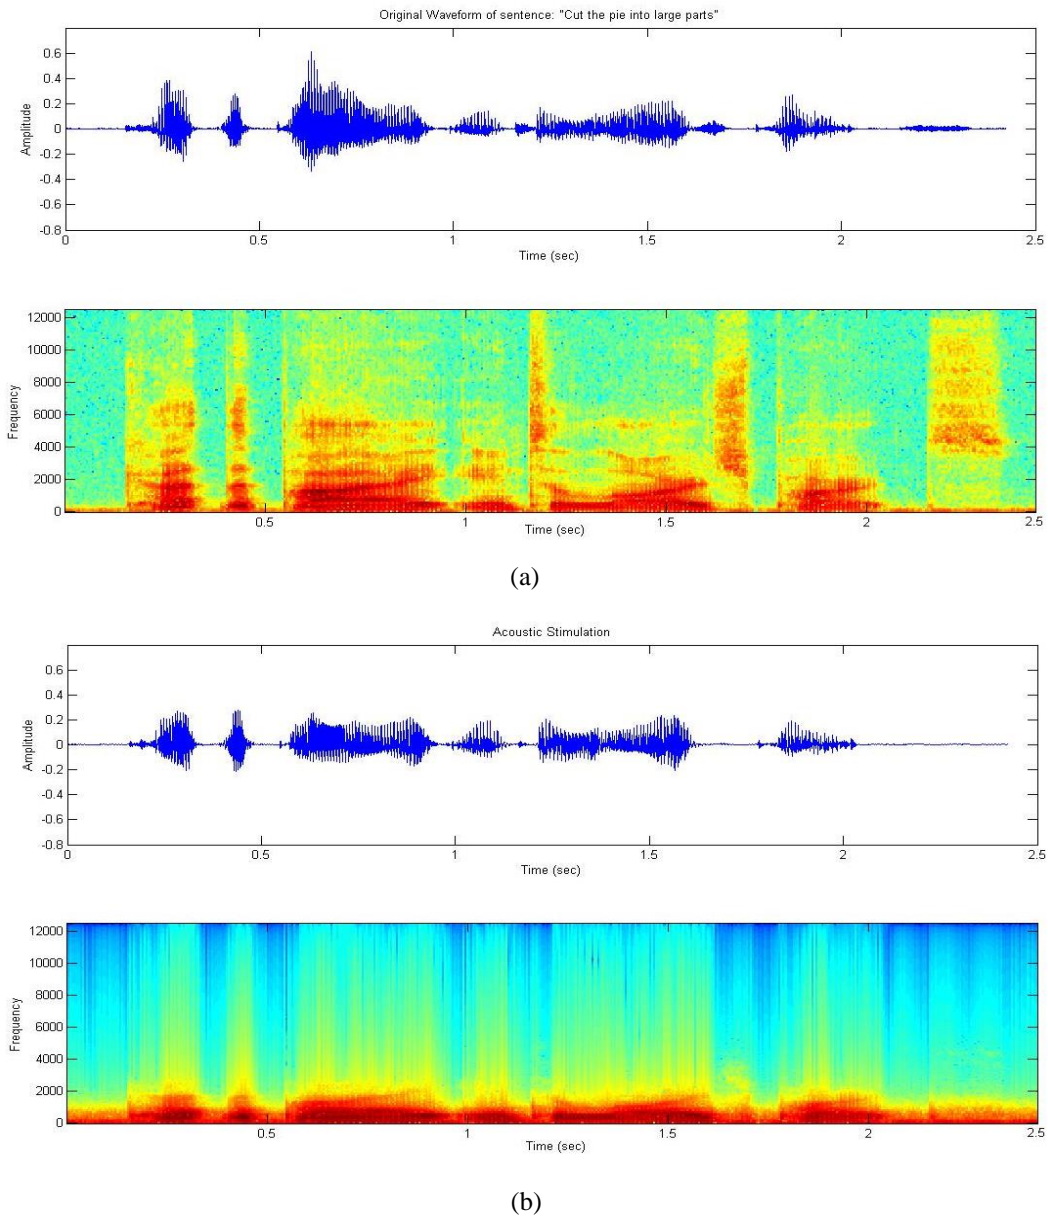 Original Waveform of sentence: "Cut the pie into large parts"
0.6
0.4
0.2
0
-0.2
-0.4
-0.6
-0.8
Amplitude
0 0.5 1 1.5 2 2.5
Time (sec)
12000
10000
8000
6000
4000
2000
0
Frequency
0.5 1 1.5 2 2.5
Time (sec)
(a)
Acoustic Stimulation
0.6
0.4
0.2
0
-0.2
-0.4
-0.6
-0.8
Amplitude
0 0.5 1 1.5 2 2.5
Time (sec)
12000
10000
8000
6000
4000
2000
0
Frequency
0.5 1 1.5 2 2.5
Time (sec)
(b)